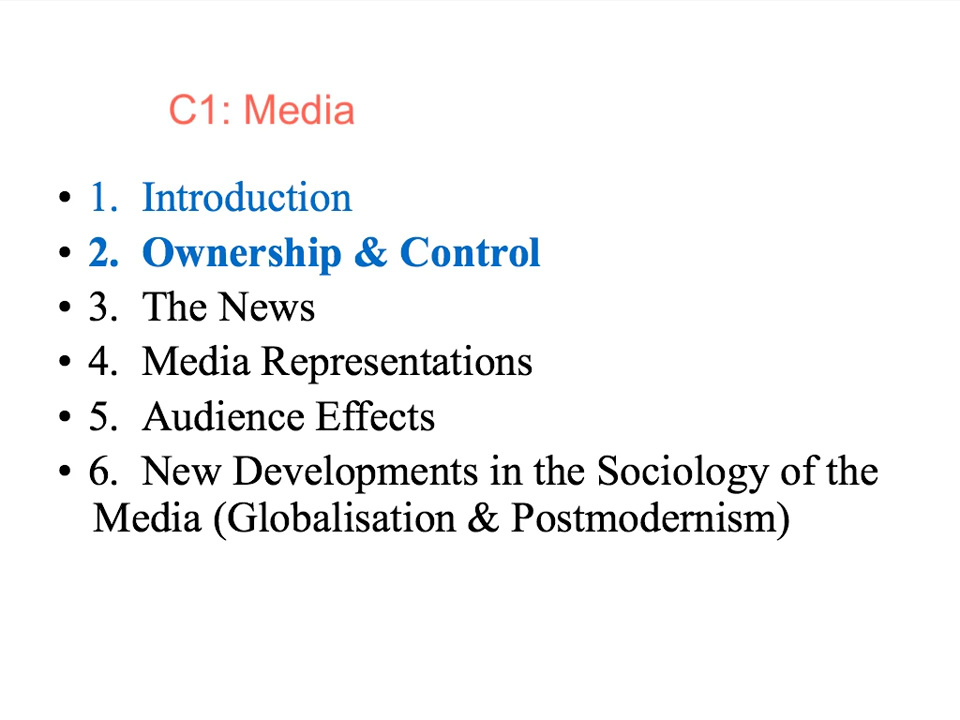 C1: Media
• 1. Introduction
• 2. Ownership & Control
• 3. The News
• 4. Media Representations
• 5. Audience Effects
• 6. New Developments in the Sociology of the
Media (Globalisation & Postmodernism)